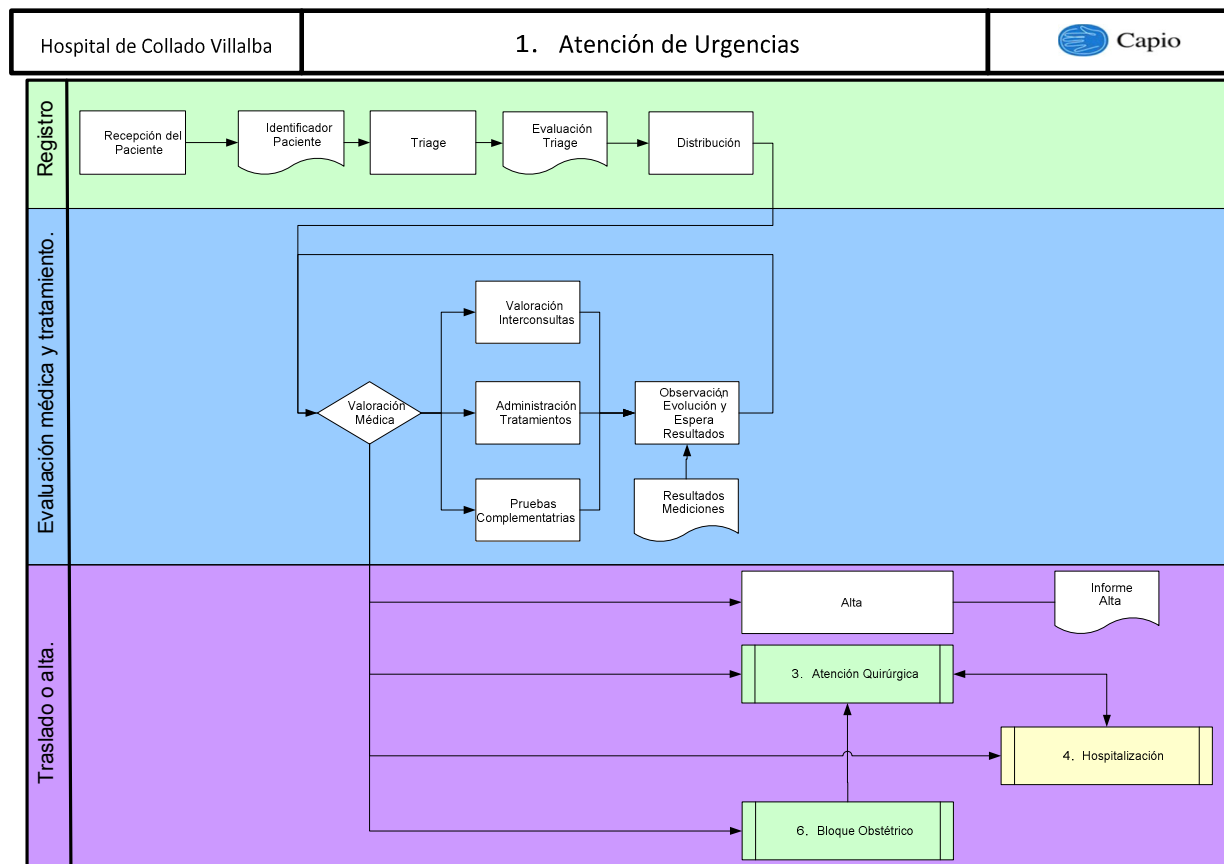 Hospital de Collado Villalba
1. Atención de Urgencias
Capio
Registro
Recepción del
Paciente
Identificador
Paciente
Triage
Evaluación
Triage
Distribución
Evaluación médica y tratamiento.
Valoración
Interconsultas
Valoración
Médica
Administración
Tratamientos
Observación,
Evolución y
Espera
Resultados
Pruebas
Complementatrias
Resultados
Mediciones
Traslado o alta.
Alta
Informe
Alta
3. Atención Quirúrgica
4. Hospitalización
6. Bloque Obstétrico